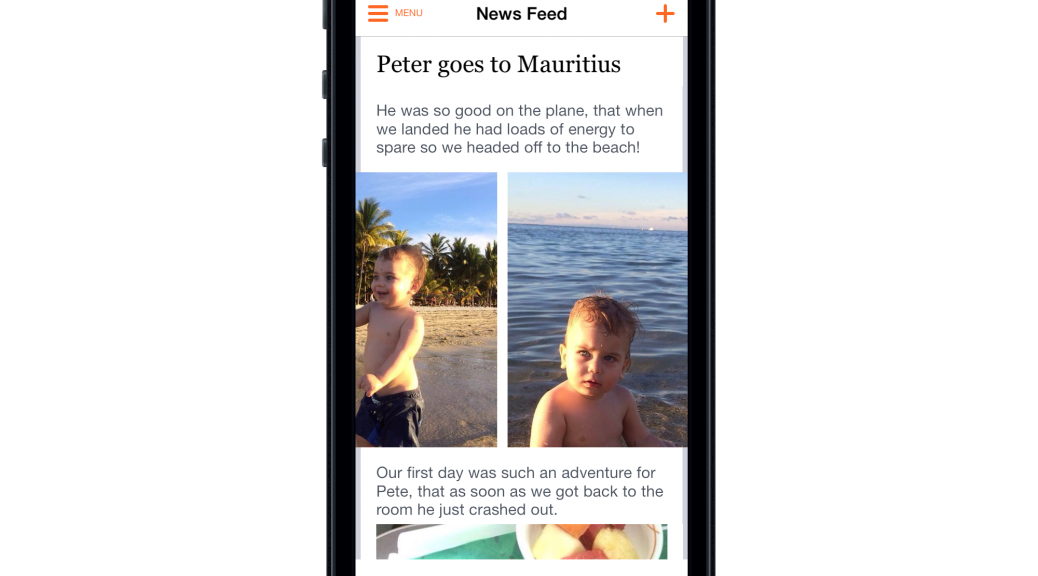 MENU News Feed
Peter goes to Mauritius
He was so good on the plane, that when
we landed he had loads of energy to
spare so we headed off to the beach!
Our first day was such an adventure for
Pete, that as soon as we got back to the
room he just crashed out.